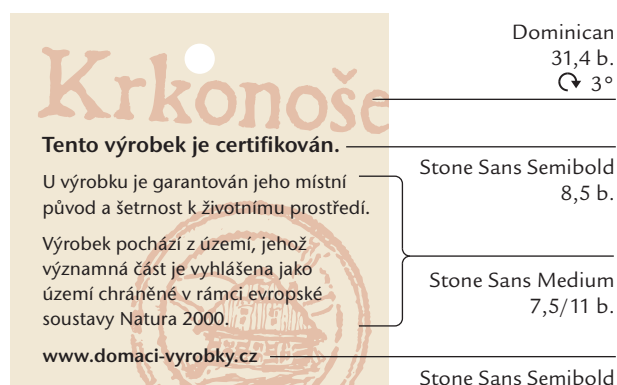 Krkonoše
Tento výrobek je certifikován.
U výrobku je garantován jeho místní
původ a šetrnost k životnímu prostředí.
Výrobek pochází z území, jehož
významná část je vyhlášena jako
území chráněné v rámci evropské
soustavy Natura 2000.
www.domaci-vyrobky.cz
Dominican
31,4 b.
3°
Stone Sans Semibold
8,5 b.
Stone Sans Medium
7,5/11 b.
Stone Sans Semibold